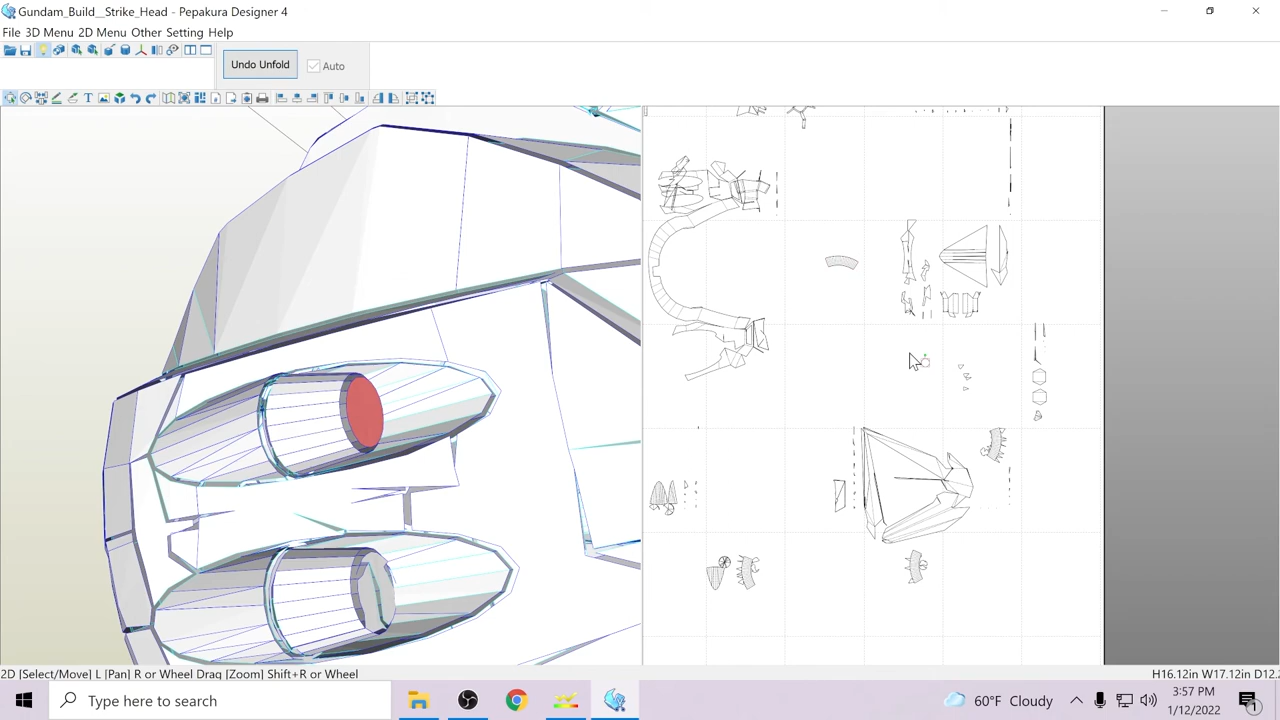 Gundam_Build__Strike_Head - Pepakura Designer 4
File 3D Menu 2D Menu Other Setting Help
Undo Unfold
Auto
T
2D [Select/Move] L [Pan] R or Wheel Drag [Zoom] Shift+R or Wheel
H16.12in W17.12in D12.
Type here to search
60°F Cloudy
3:57 PM
1/12/2022
1